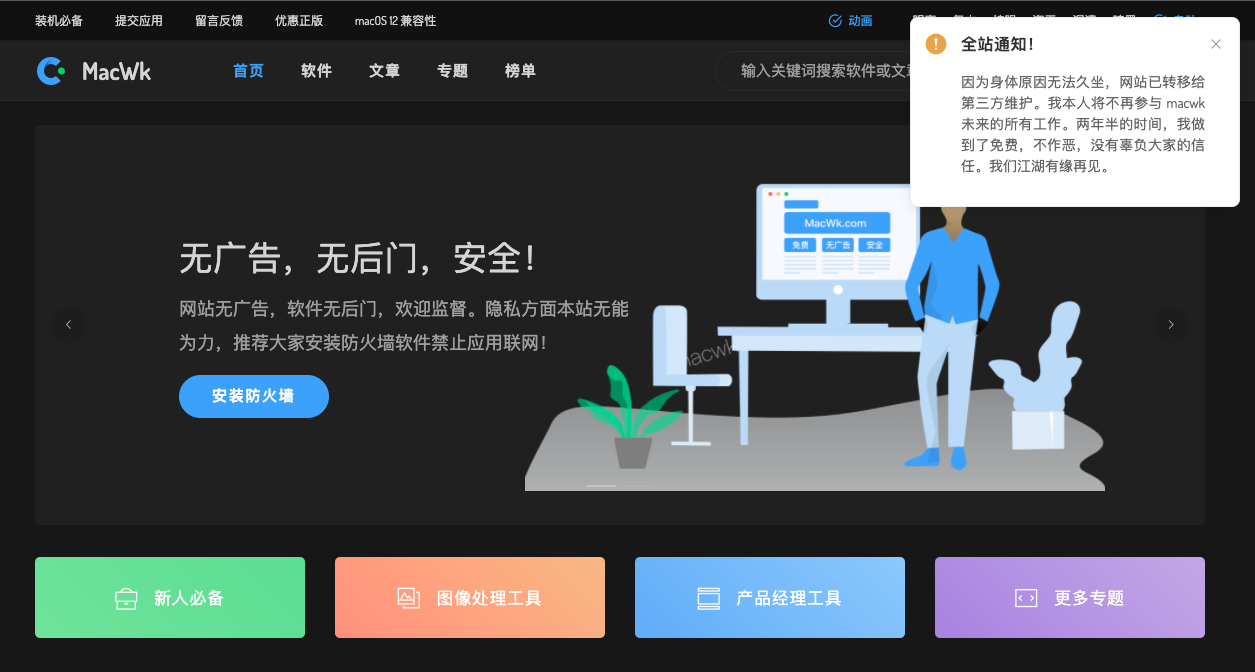 装机必备 提交应用 留言反馈 优惠正版 macOS 12 兼容性 动画
MacWk 首页 软件 文章 专题 榜单 输入关键词搜索软件或文章
全站通知！
因为身体原因无法久坐，网站已转移给
第三方维护。我本人将不再参与 macwk
未来的所有工作。两年半的时间，我做
到了免费，不作恶，没有辜负大家的信
任。我们江湖有缘再见。
MacWk.com
免费 无广告 安全
无广告，无后门，安全！
网站无广告，软件无后门，欢迎监督。隐私方面本站无能
为力，推荐大家安装防火墙软件禁止应用联网！
安装防火墙
macwk
新人必备 图像处理工具 产品经理工具 更多专题